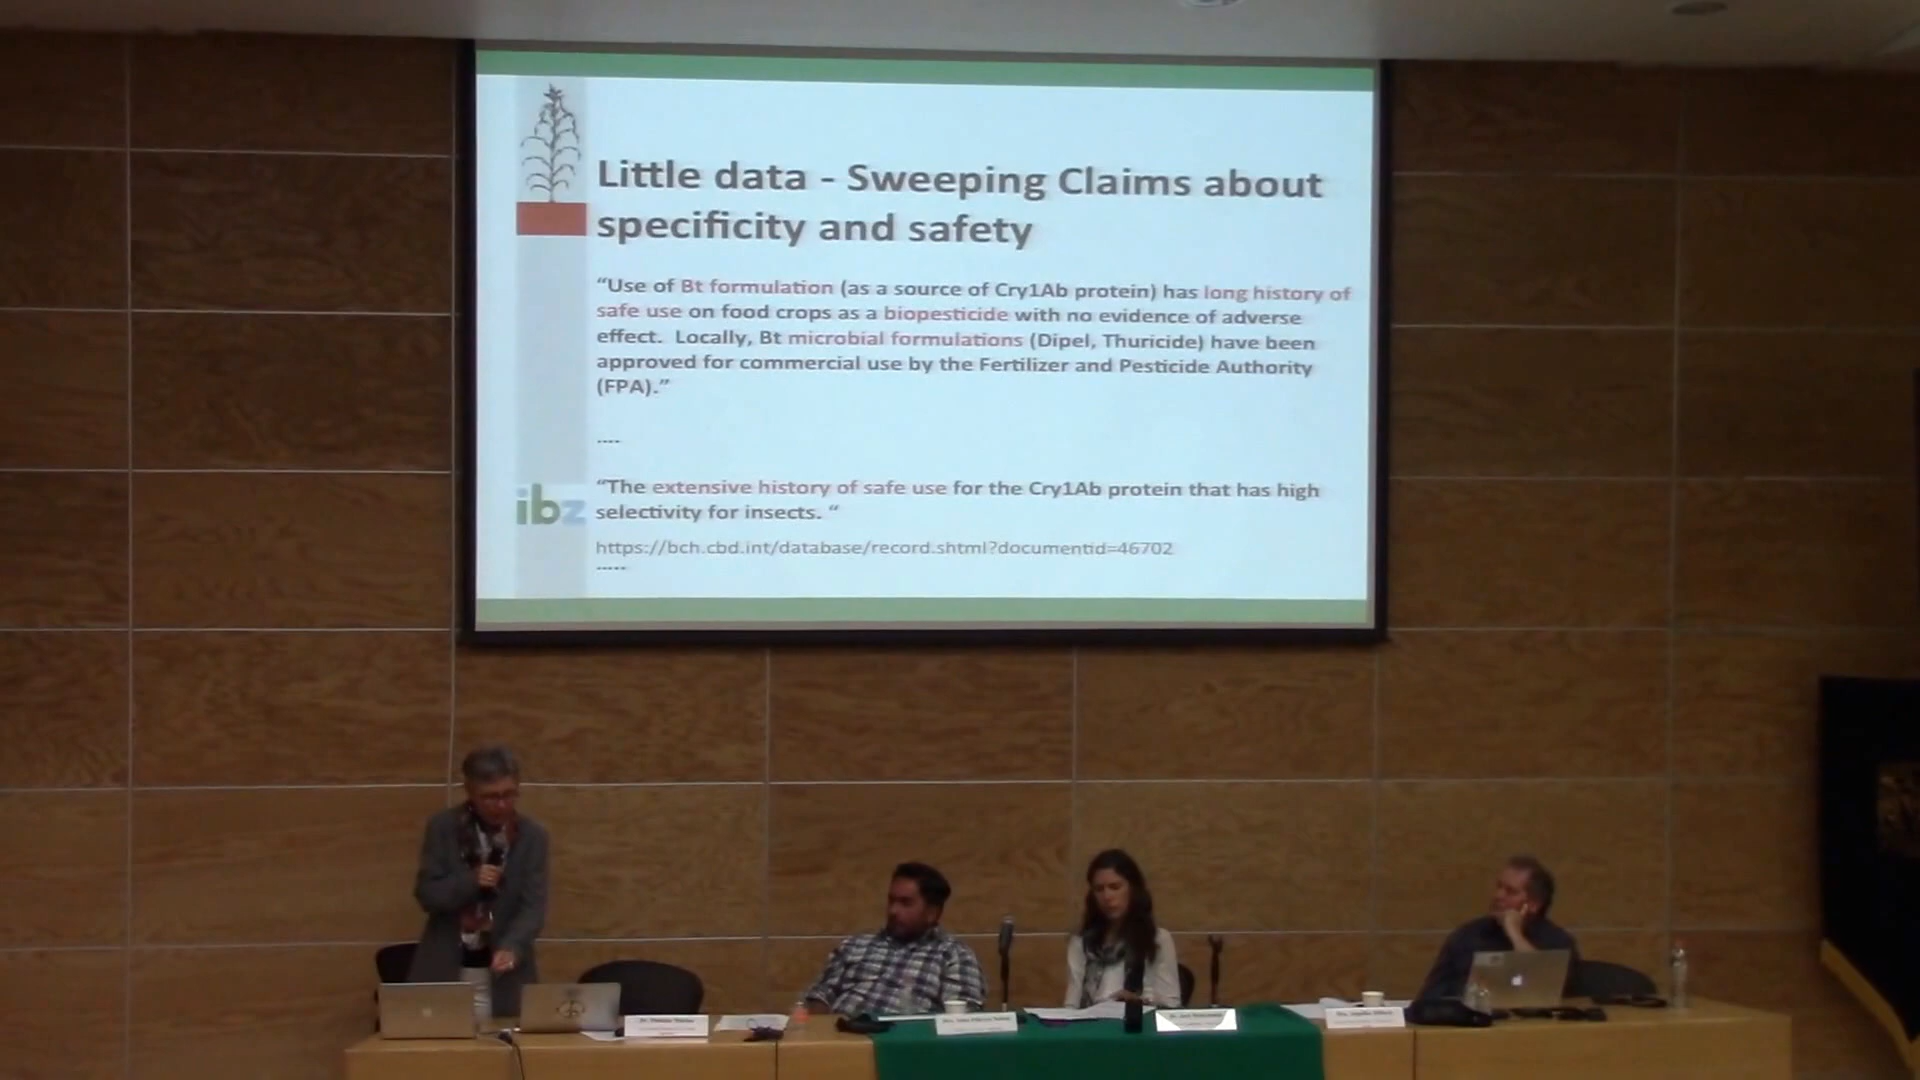 Little data - Sweeping Claims about
specificity and safety
“Use of Bt formulation (as a source of Cry1Ab protein) has long history of
safe use on food crops as a biopesticide with no evidence of adverse
effect. Locally, Bt microbial formulations (Dipel, Thuricide) have been
approved for commercial use by the Fertilizer and Pesticide Authority
(FPA).”
----
“The extensive history of safe use for the Cry1Ab protein that has high
selectivity for insects. “
https://bch.cbd.int/database/record.shtml?documentid=46702
-----
ibz